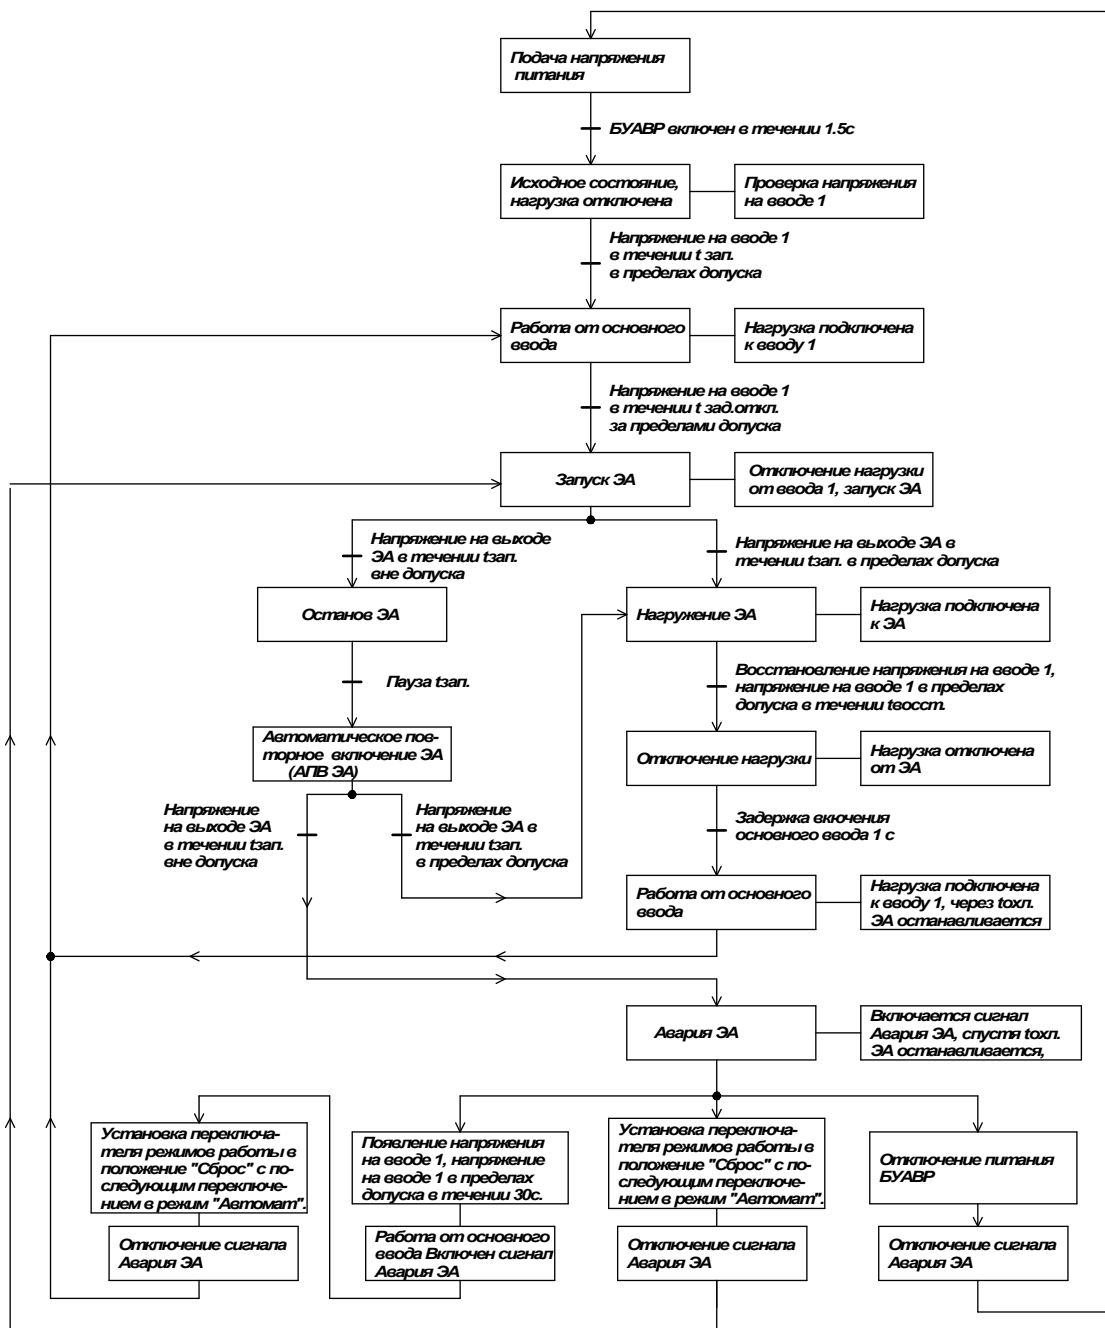 Подача напряжения
питания
БУАВР включен в течении 1.5с
Исходное состояние,
нагрузка отключена
Проверка напряжения
на вводе 1
Напряжение на вводе 1
в течении t зап.
в пределах допуска
Работа от основного
ввода
Нагрузка подключена
к вводу 1
Напряжение на вводе 1
в течении t зад.откл.
за пределами допуска
Запуск ЭА
Отключение нагрузки
от ввода 1, запуск ЭА
Напряжение на выходе
ЭА в течении tзап.
вне допуска
Напряжение на выходе ЭА в
течении tзап. в пределах допуска
Останов ЭА
Нагружение ЭА
Нагрузка подключена
к ЭА
Пауза tзап.
Восстановление напряжения на вводе 1,
напряжение на вводе 1 в пределах
допуска в течении tвосст.
Автоматическое пов-
торное включение ЭА
(АПВ ЭА)
Отключение нагрузки
Нагрузка отключена
от ЭА
Напряжение
на выходе ЭА
в течении tзап.
вне допуска
Напряжение
на выходе ЭА в
течении tзап.
в пределах допуска
Задержка вкючения
основного ввода 1 с
Работа от основного
ввода
Нагрузка подключена
к вводу 1, через tохл.
ЭА останавливается
Авария ЭА
Включается сигнал
Авария ЭА, спустя tохл.
ЭА останавливается,
Установка переключа-
теля режимов работы в
положение "Сброс" с по-
следующим переключе-
нием в режим "Автомат".
Появление напряжения
на вводе 1, напряжение
на вводе 1 в пределах
допуска в течении 30с.
Установка переключа-
теля режимов работы в
положение "Сброс" с по-
следующим переключе-
нием в режим "Автомат".
Отключение питания
БУАВР
Отключение сигнала
Авария ЭА
Работа от основного
ввода Включен сигнал
Авария ЭА
Отключение сигнала
Авария ЭА
Отключение сигнала
Авария ЭА